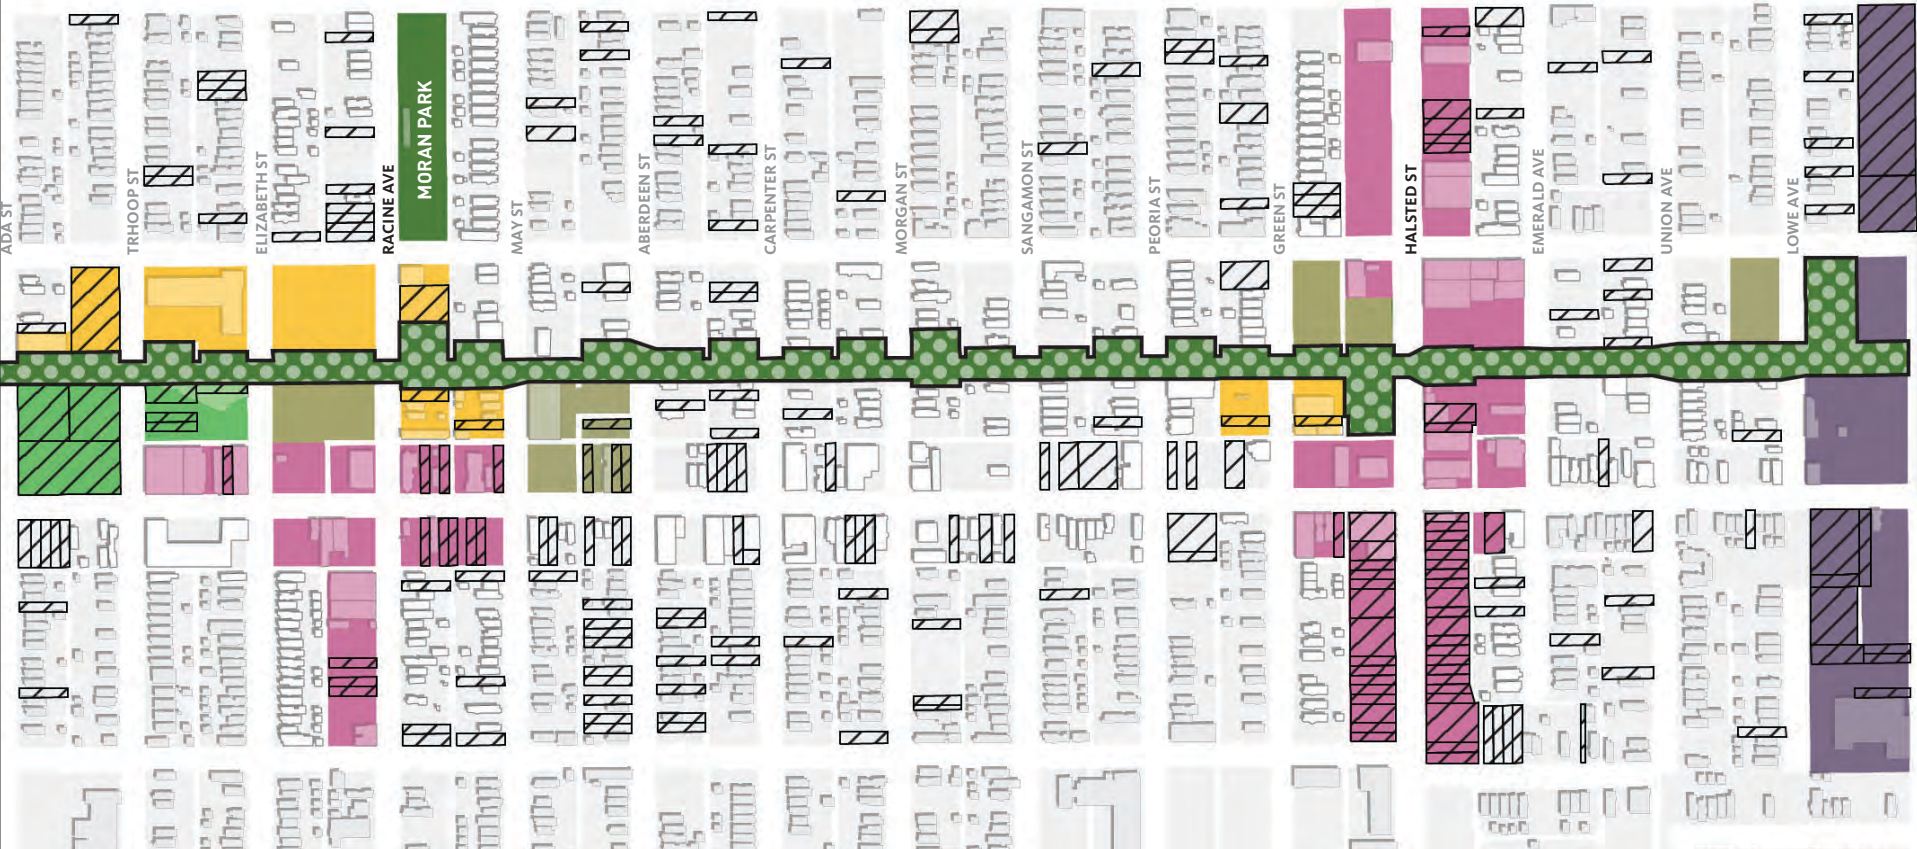 ADA ST
TRHOOP ST
ELIZABETH ST
RACINE AVE
MORAN PARK
MAY ST
ABERDEEN ST
CARPENTER ST
MORGAN ST
SANGAMON ST
PEORIA ST
GREEN ST
HALSTED ST
EMERALD AVE
UNION AVE
LOWE AVE